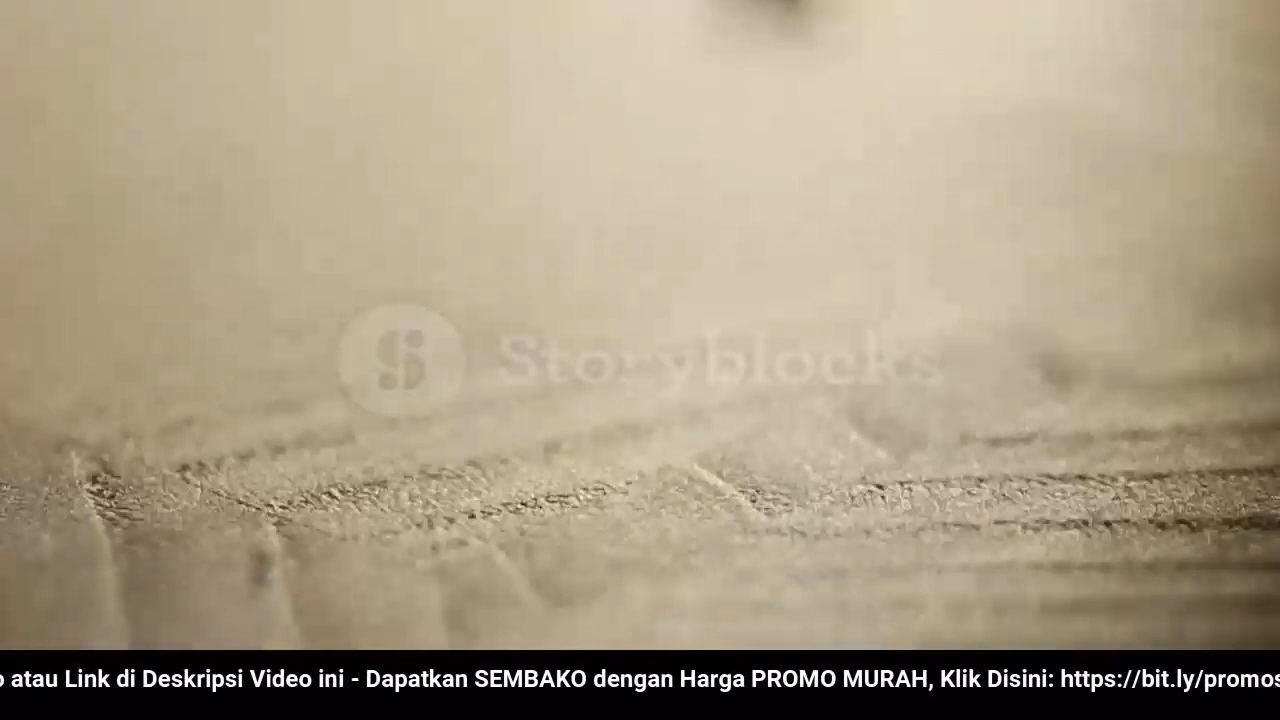 Storyblocks
o atau Link di Deskripsi Video ini - Dapatkan SEMBAKO dengan Harga PROMO MURAH, Klik Disini: https://bit.ly/promos